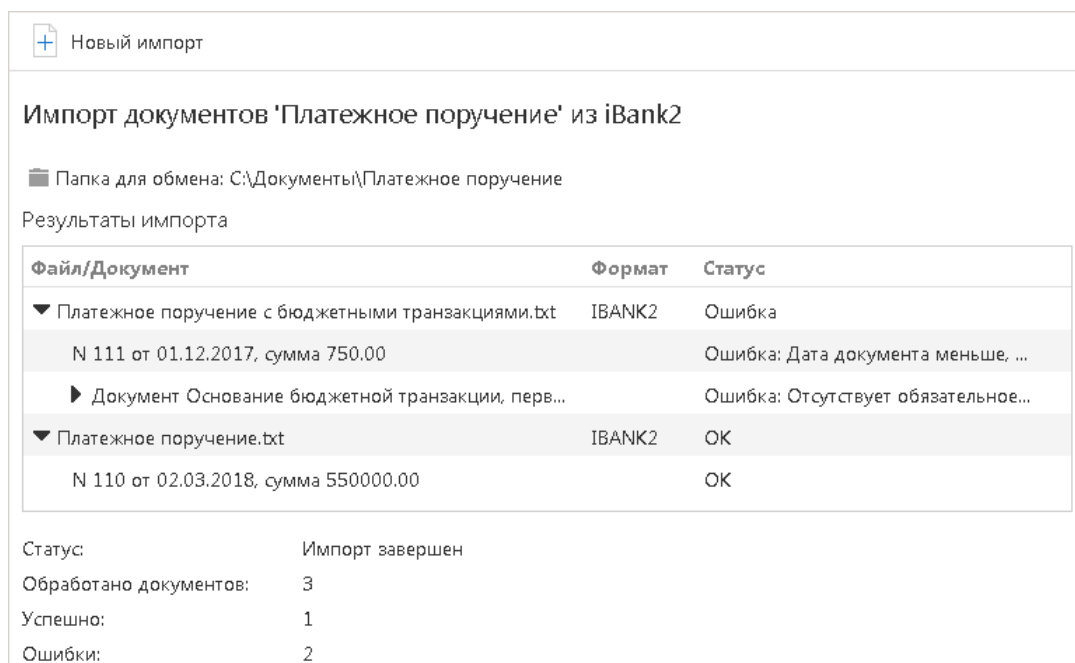 Новый импорт
Импорт документов 'Платежное поручение' из iBank2
Папка для обмена: C:\Документы\Платежное поручение
Результаты импорта
Файл/Документ Формат Статус
Платежное поручение с бюджетными транзакциями.txt IBANK2 Ошибка
N 111 от 01.12.2017, сумма 750.00 Ошибка: Дата документа меньше, ...
Документ Основание бюджетной транзакции, перв... Ошибка: Отсутствует обязательное...
Платежное поручение.txt IBANK2 OK
N 110 от 02.03.2018, сумма 550000.00 OK
Статус: Импорт завершен
Обработано документов: 3
Успешно: 1
Ошибки: 2